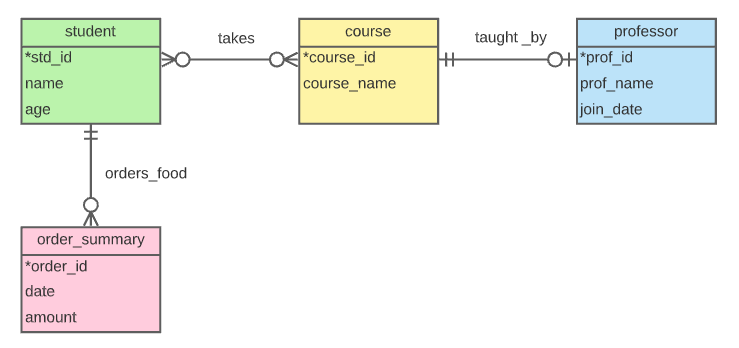 student
*std_id
name
age
takes
course
*course_id
course_name
taught _by
professor
*prof_id
prof_name
join_date
orders_food
order_summary
*order_id
date
amount